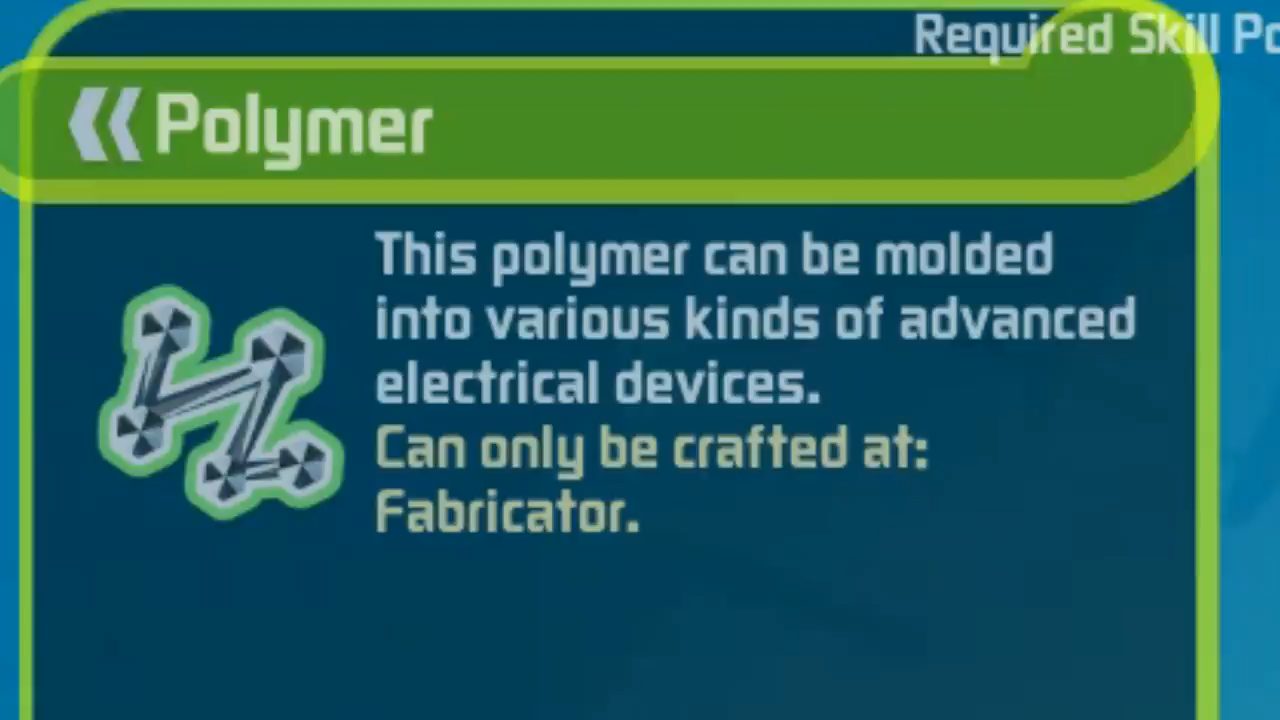 Required Skill
Polymer
This polymer can be molded
into various kinds of advanced
electrical devices.
Can only be crafted at:
Fabricator.